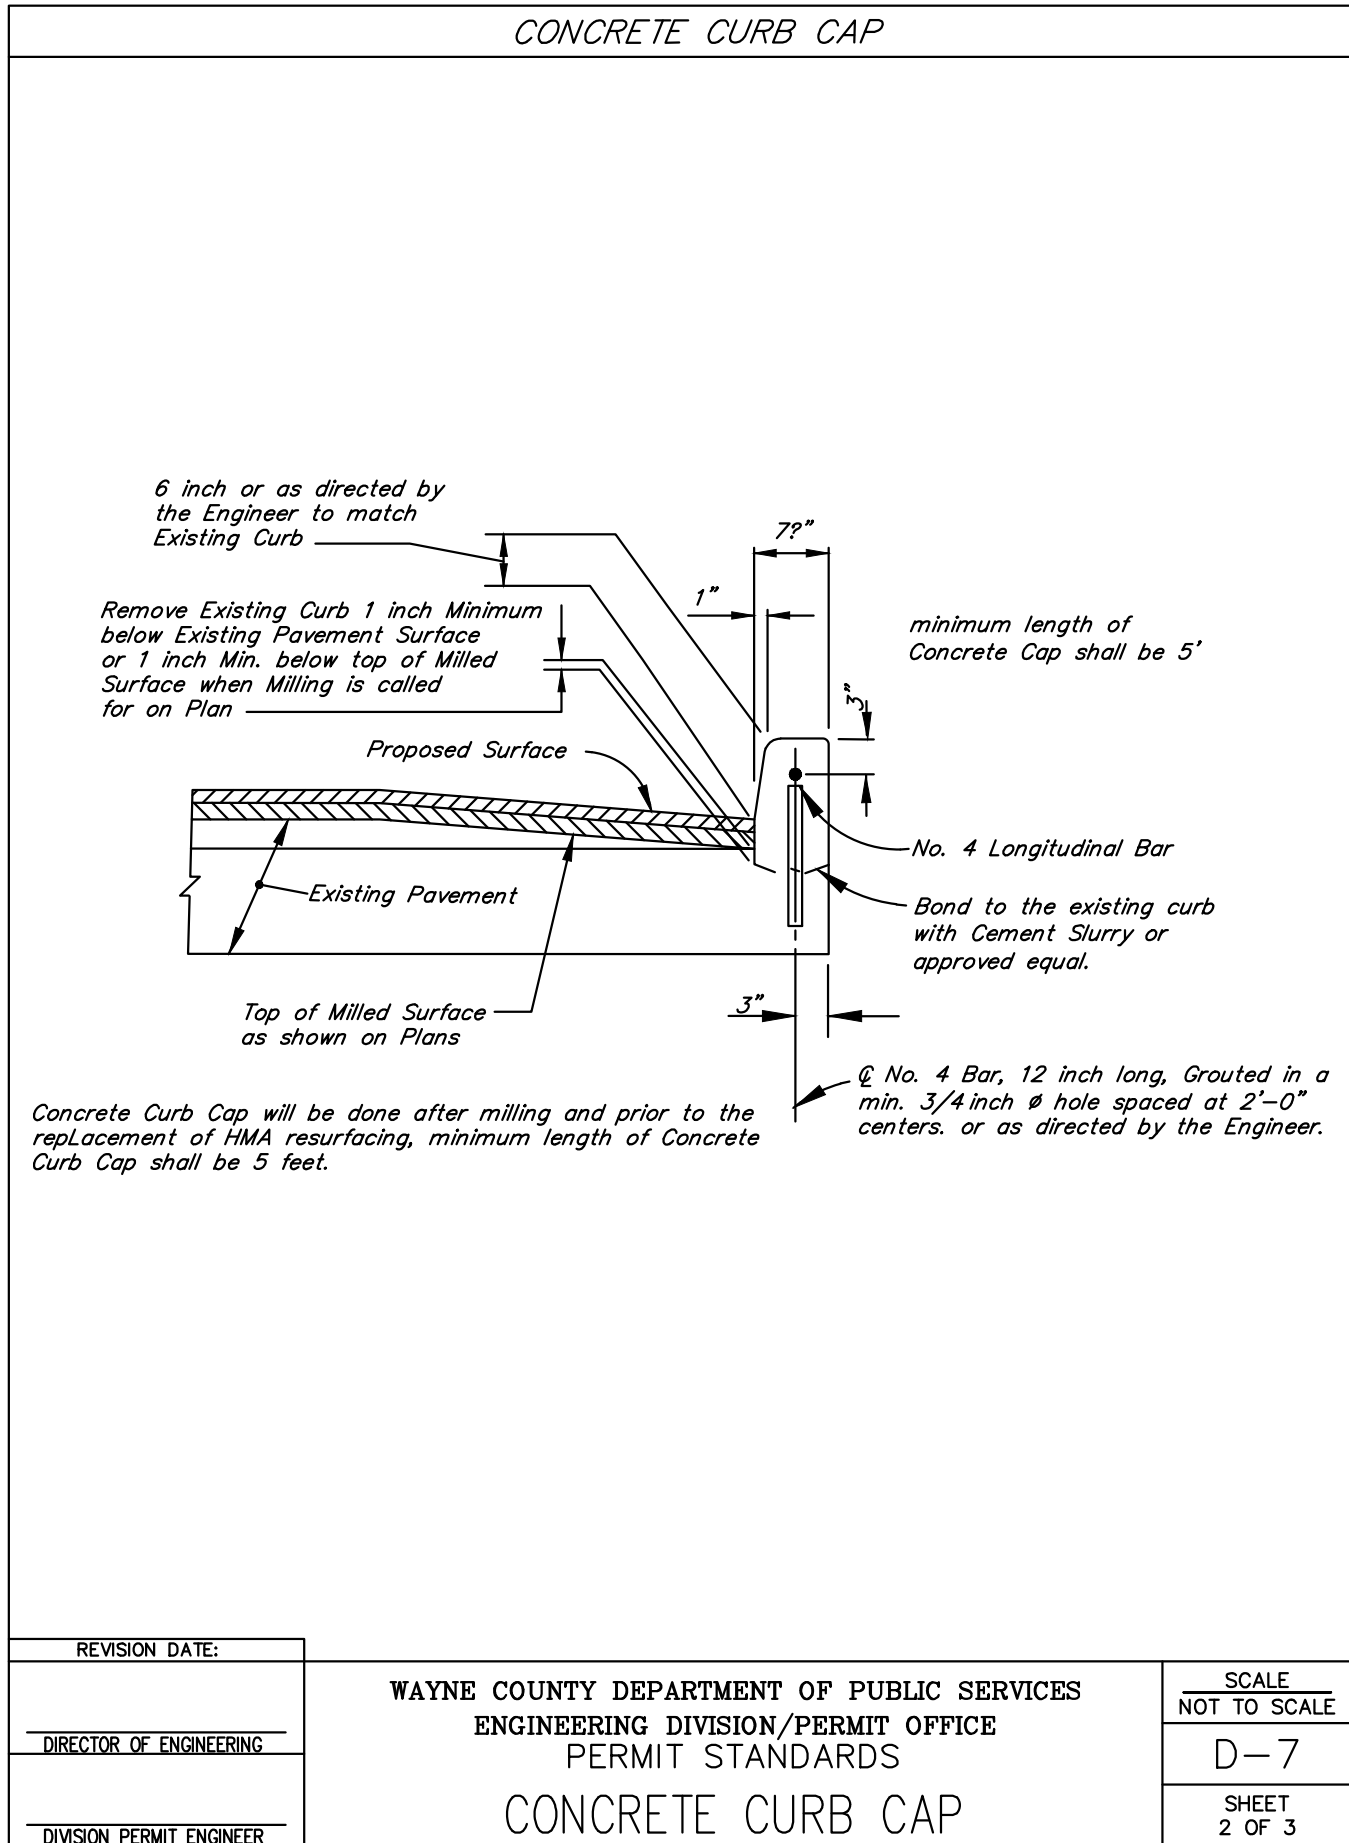 CONCRETE CURB CAP
6 inch or as directed by
the Engineer to match
Existing Curb
7?"
1"
Remove Existing Curb 1 inch Minimum
below Existing Pavement Surface
or 1 inch Min. below top of Milled
Surface when Milling is called
for on Plan
minimum length of
Concrete Cap shall be 5'
3"
Proposed Surface
No. 4 Longitudinal Bar
Existing Pavement
Bond to the existing curb
with Cement Slurry or
approved equal.
Top of Milled Surface
as shown on Plans
3"
℄ No. 4 Bar, 12 inch long, Grouted in a
min. 3/4 inch ø hole spaced at 2'-0"
centers. or as directed by the Engineer.
Concrete Curb Cap will be done after milling and prior to the
repLacement of HMA resurfacing, minimum length of Concrete
Curb Cap shall be 5 feet.
REVISION DATE:
DIRECTOR OF ENGINEERING
DIVISION PERMIT ENGINEER
WAYNE COUNTY DEPARTMENT OF PUBLIC SERVICES
ENGINEERING DIVISION/PERMIT OFFICE
PERMIT STANDARDS
CONCRETE CURB CAP
SCALE
NOT TO SCALE
D-7
SHEET
2 OF 3